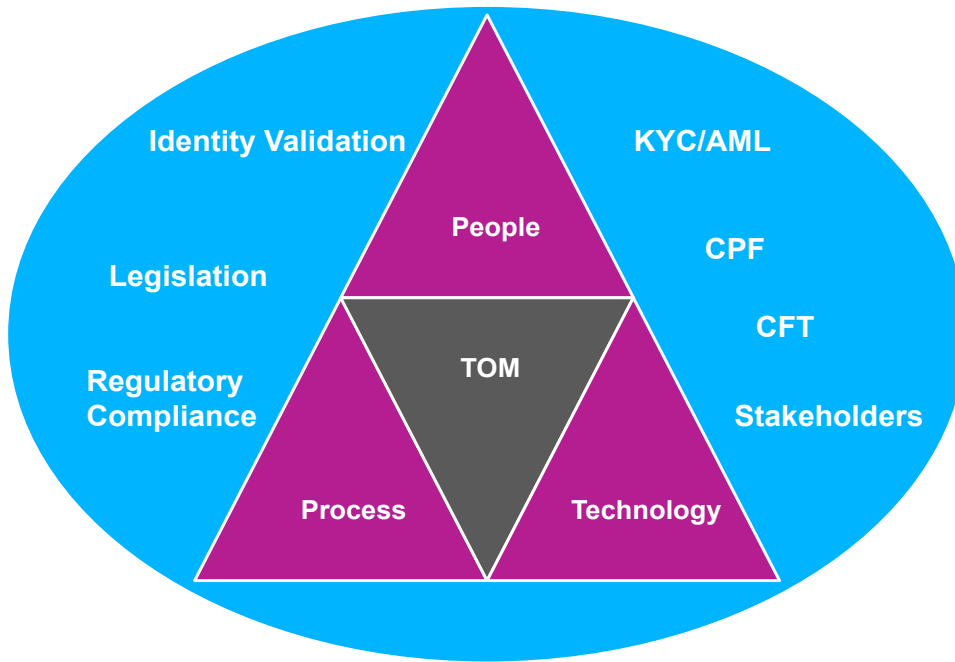 Identity Validation
KYC/AML
People
CPF
Legislation
CFT
TOM
Regulatory
Compliance
Stakeholders
Process
Technology